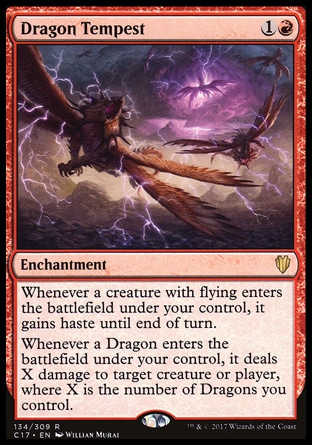 Dragon Tempest 1
Enchantment
Whenever a creature with flying enters
the battlefield under your control, it
gains haste until end of turn.
Whenever a Dragon enters the
battlefield under your control, it deals
X damage to target creature or player,
where X is the number of Dragons you
control.
134/309 R
C17 • EN Willian Murai ™ & © 2017 Wizards of the Coast